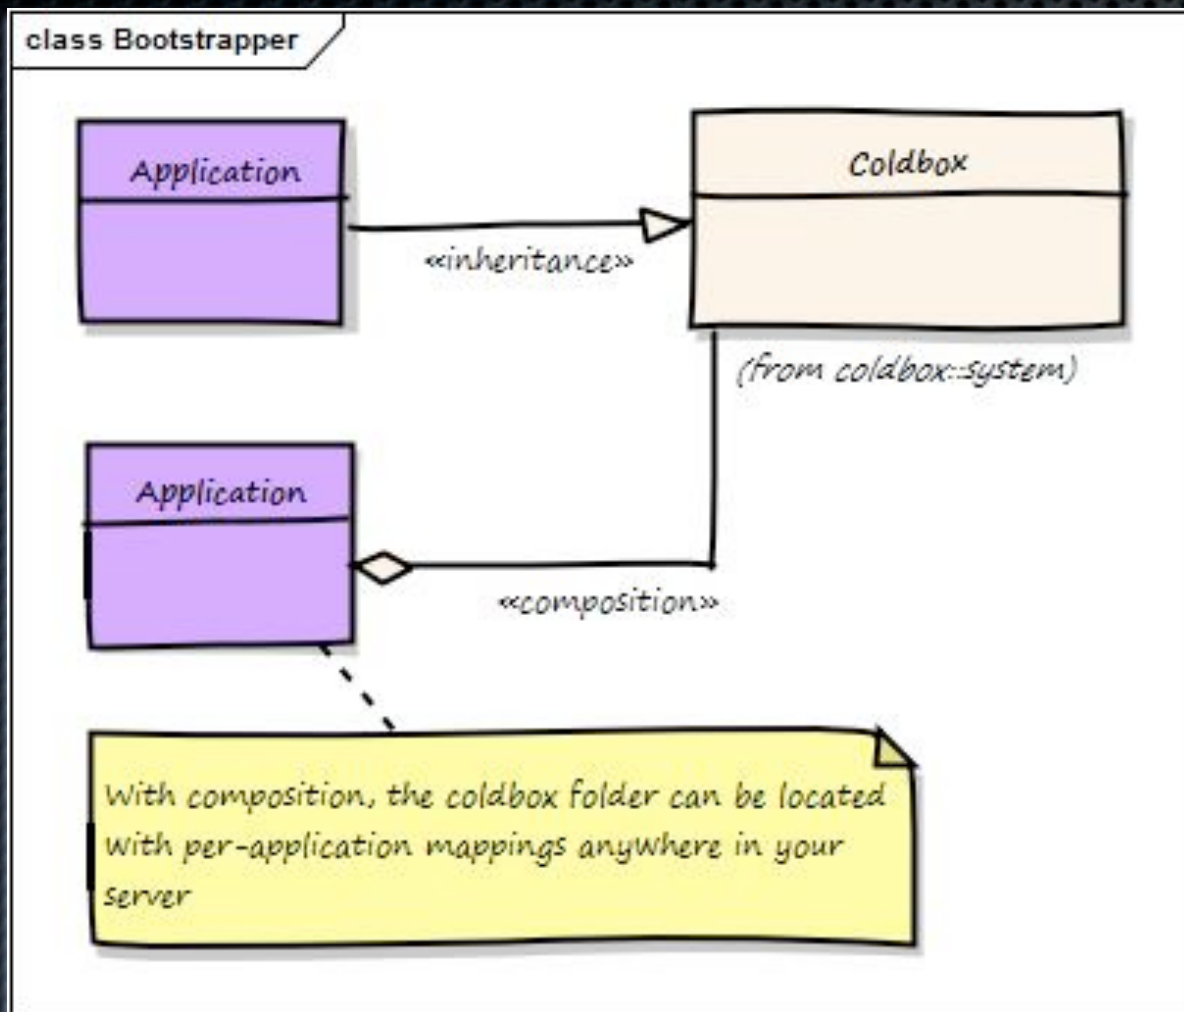 class Bootstrapper
Application
Coldbox
«inheritance»
(from coldbox::system)
Application
«composition»
With composition, the coldbox folder can be located
with per-application mappings anywhere in your
server